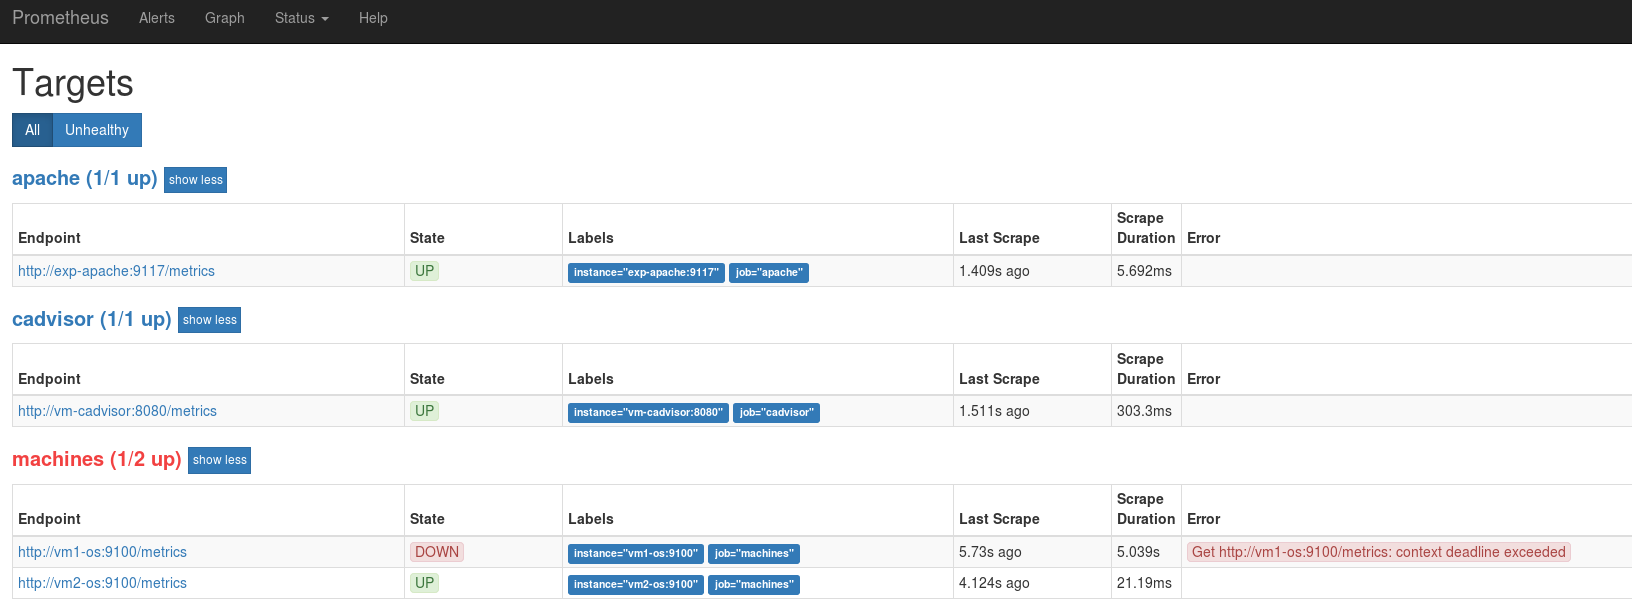 Prometheus Alerts Graph Status Help
Targets
All Unhealthy
apache (1/1 up) show less
Endpoint State Labels Last Scrape Scrape Duration Error
http://exp-apache:9117/metrics UP instance="exp-apache:9117" job="apache" 1.409s ago 5.692ms
cadvisor (1/1 up) show less
Endpoint State Labels Last Scrape Scrape Duration Error
http://vm-cadvisor:8080/metrics UP instance="vm-cadvisor:8080" job="cadvisor" 1.511s ago 303.3ms
machines (1/2 up) show less
Endpoint State Labels Last Scrape Scrape Duration Error
http://vm1-os:9100/metrics DOWN instance="vm1-os:9100" job="machines" 5.73s ago 5.039s Get http://vm1-os:9100/metrics: context deadline exceeded
http://vm2-os:9100/metrics UP instance="vm2-os:9100" job="machines" 4.124s ago 21.19ms